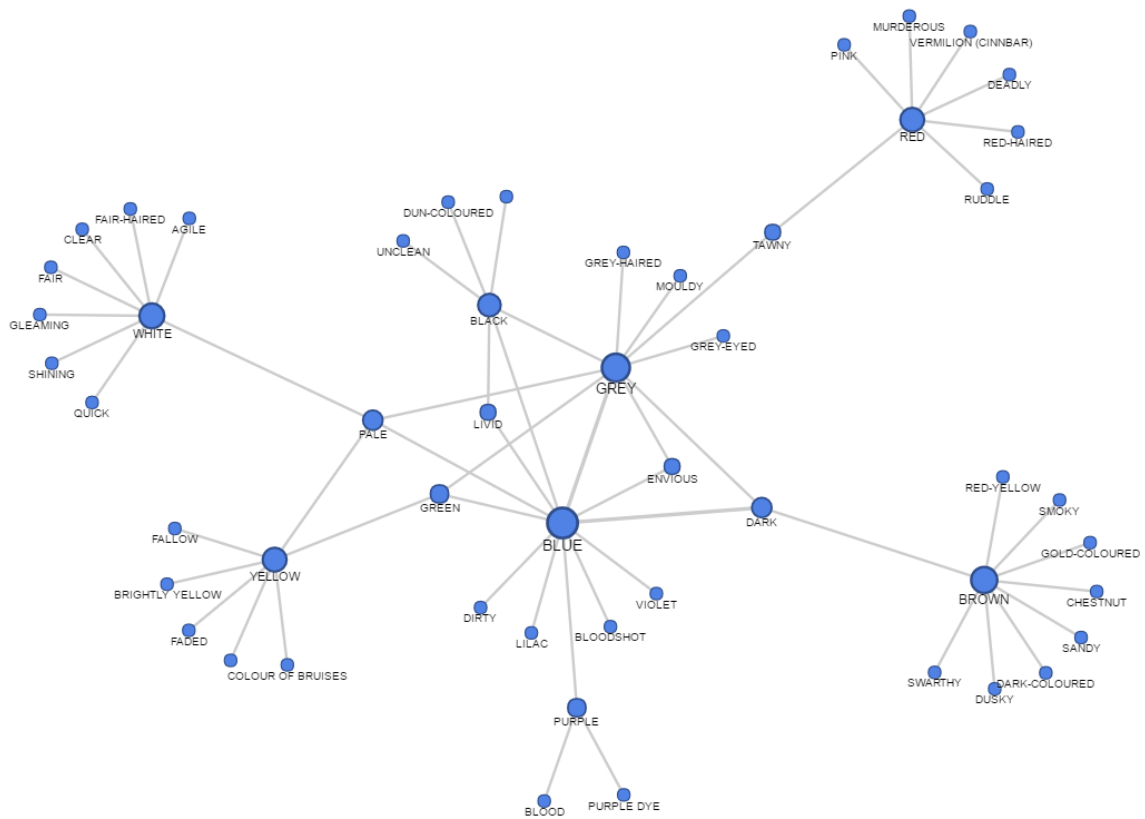 MURDEROUS
VERMILION (CINNBAR)
PINK
DEADLY
RED
RED-HAIRED
RUDDLE
TAWNY
FAIR-HAIRED
AGILE
CLEAR
FAIR
GLEAMING
WHITE
SHINING
QUICK
DUN-COLOURED
UNCLEAN
BLACK
GREY-HAIRED
MOULDY
GREY-EYED
GREY
PALE
LIVID
ENVIOUS
GREEN
BLUE
DARK
FALLOW
YELLOW
BRIGHTLY YELLOW
FADED
COLOUR OF BRUISES
DIRTY
LILAC
BLOODSHOT
VIOLET
PURPLE
BLOOD
PURPLE DYE
RED-YELLOW
SMOKY
GOLD-COLOURED
BROWN
CHESTNUT
SANDY
SWARTHY
DUSKY
DARK-COLOURED